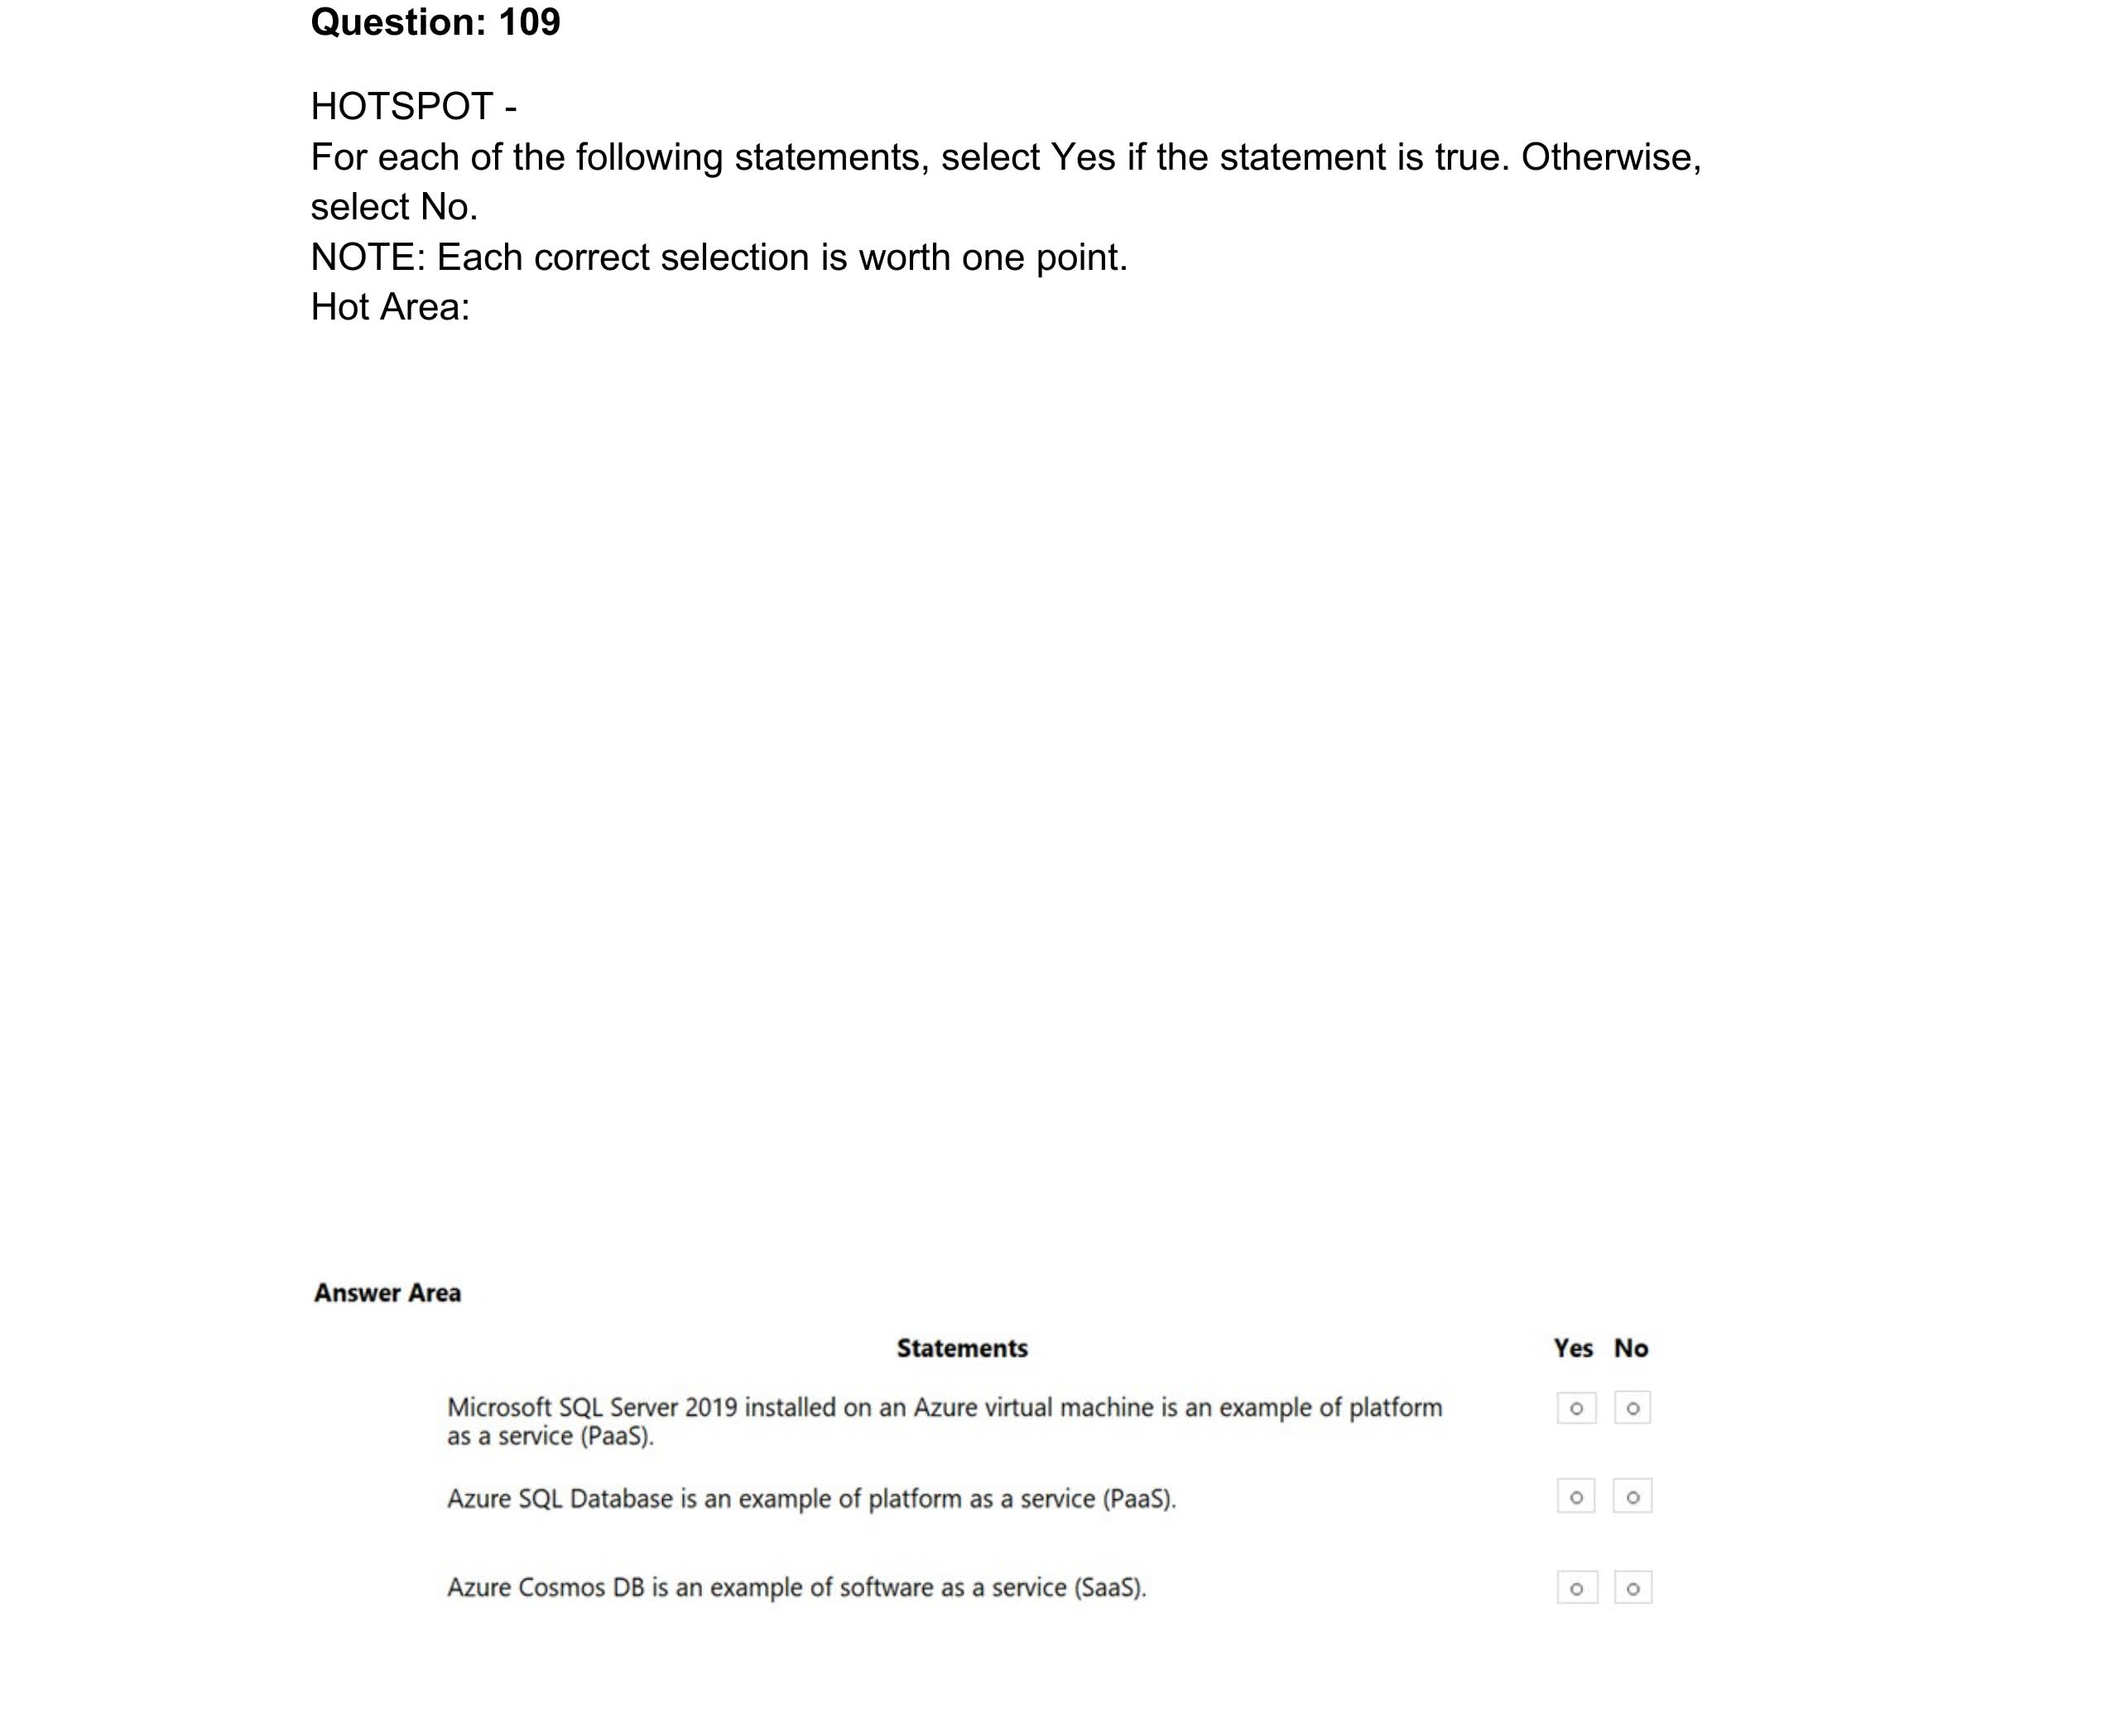 Question: 109
HOTSPOT -
For each of the following statements, select Yes if the statement is true. Otherwise,
select No.
NOTE: Each correct selection is worth one point.
Hot Area:
Answer Area
Statements Yes No
Microsoft SQL Server 2019 installed on an Azure virtual machine is an example of platform
as a service (PaaS).
Azure SQL Database is an example of platform as a service (PaaS).
Azure Cosmos DB is an example of software as a service (SaaS).